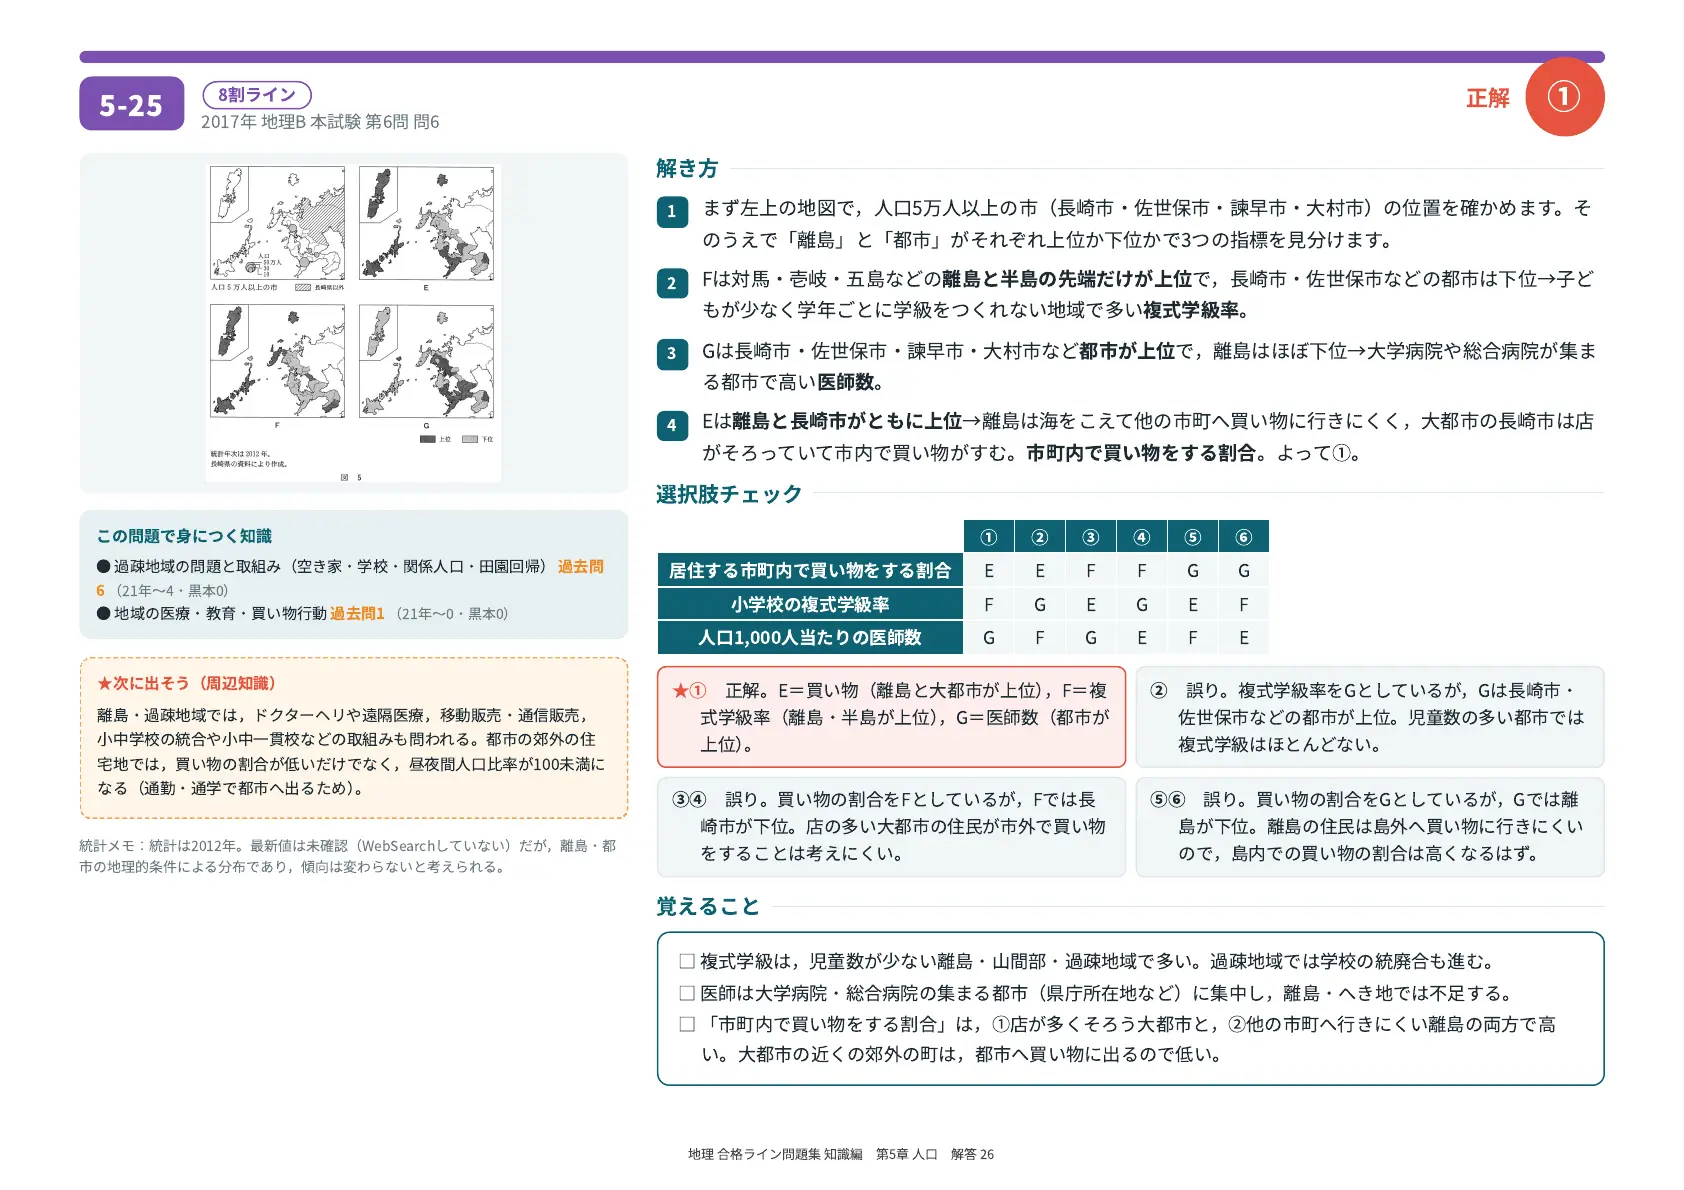 5-25
8割ライン
2017年 地理B 本試験 第6問 問6
正解 ①
人口
50万人
30
10
人口5万人以上の市 長崎県以外
E
F
G
上位 下位
統計年次は2012年。
長崎県の資料により作成。
図 5
この問題で身につく知識
●過疎地域の問題と取組み（空き家・学校・関係人口・田園回帰） 過去問
6（21年〜4・黒本0）
●地域の医療・教育・買い物行動 過去問1（21年〜0・黒本0）
★次に出そう（周辺知識）
離島・過疎地域では，ドクターヘリや遠隔医療，移動販売・通信販売，
小中学校の統合や小中一貫校などの取組みも問われる。都市の郊外の住
宅地では，買い物の割合が低いだけでなく，昼夜間人口比率が100未満に
なる（通勤・通学で都市へ出るため）。
統計メモ：統計は2012年。最新値は未確認（WebSearchしていない）だが，離島・都
市の地理的条件による分布であり，傾向は変わらないと考えられる。
解き方
1 まず左上の地図で，人口5万人以上の市（長崎市・佐世保市・諫早市・大村市）の位置を確かめます。そ
のうえで「離島」と「都市」がそれぞれ上位か下位かで3つの指標を見分けます。
2 Fは対馬・壱岐・五島などの離島と半島の先端だけが上位で，長崎市・佐世保市などの都市は下位→子ど
もが少なく学年ごとに学級をつくれない地域で多い複式学級率。
3 Gは長崎市・佐世保市・諫早市・大村市など都市が上位で，離島はほぼ下位→大学病院や総合病院が集ま
る都市で高い医師数。
4 Eは離島と長崎市がともに上位→離島は海をこえて他の市町へ買い物に行きにくく，大都市の長崎市は店
がそろっていて市内で買い物がすむ。市町内で買い物をする割合。よって①。
選択肢チェック
① ② ③ ④ ⑤ ⑥
居住する市町内で買い物をする割合 E E F F G G
小学校の複式学級率 F G E G E F
人口1,000人当たりの医師数 G F G E F E
★① 正解。E＝買い物（離島と大都市が上位），F＝複
式学級率（離島・半島が上位），G＝医師数（都市が
上位）。
② 誤り。複式学級率をGとしているが，Gは長崎市・
佐世保市などの都市が上位。児童数の多い都市では
複式学級はほとんどない。
③④ 誤り。買い物の割合をFとしているが，Fでは長
崎市が下位。店の多い大都市の住民が市外で買い物
をすることは考えにくい。
⑤⑥ 誤り。買い物の割合をGとしているが，Gでは離
島が下位。離島の住民は島外へ買い物に行きにくい
ので，島内での買い物の割合は高くなるはず。
覚えること
□ 複式学級は，児童数が少ない離島・山間部・過疎地域で多い。過疎地域では学校の統廃合も進む。
□ 医師は大学病院・総合病院の集まる都市（県庁所在地など）に集中し，離島・へき地では不足する。
□ 「市町内で買い物をする割合」は，①店が多くそろう大都市と，②他の市町へ行きにくい離島の両方で高
い。大都市の近くの郊外の町は，都市へ買い物に出るので低い。
地理 合格ライン問題集 知識編 第5章 人口 解答 26